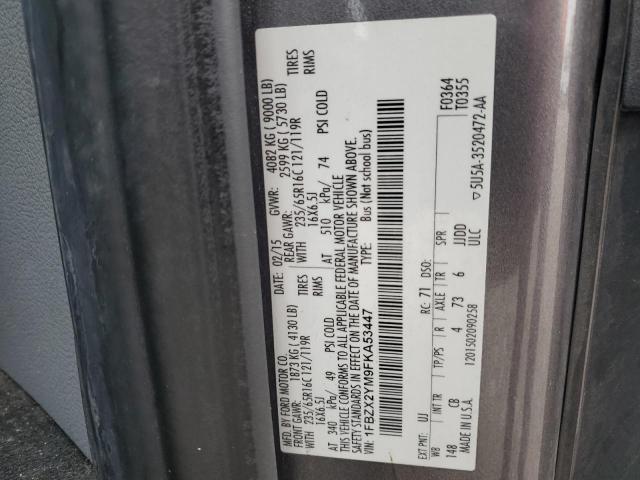 MFD. BY FORD MOTOR CO.
DATE: 02/15 GVWR: 4082 KG ( 9000 LB)
FRONT GAWR: 1873 KG ( 4130 LB) REAR GAWR: 2599 KG ( 5730 LB)
WITH 235/65R16C 121/119R TIRES WITH 235/65R16C 121/119R TIRES
16X6.5J RIMS 16X6.5J RIMS
AT 340 kPa/ 49 PSI COLD AT 510 kPa/ 74 PSI COLD
THIS VEHICLE CONFORMS TO ALL APPLICABLE FEDERAL MOTOR VEHICLE
SAFETY STANDARDS IN EFFECT ON THE DATE OF MANUFACTURE SHOWN ABOVE.
VIN: 1FBZX2YM9FKA53447 TYPE: Bus (Not school bus)
F0364
T0355
EXT PNT: UJ RC: 71 DSO:
WB INT TR TP/PS R AXLE TR SPR
148 CB 4 73 6 JJDD
MADE IN U.S.A. 1201502090258 ULC
5U5A-3520472-AA